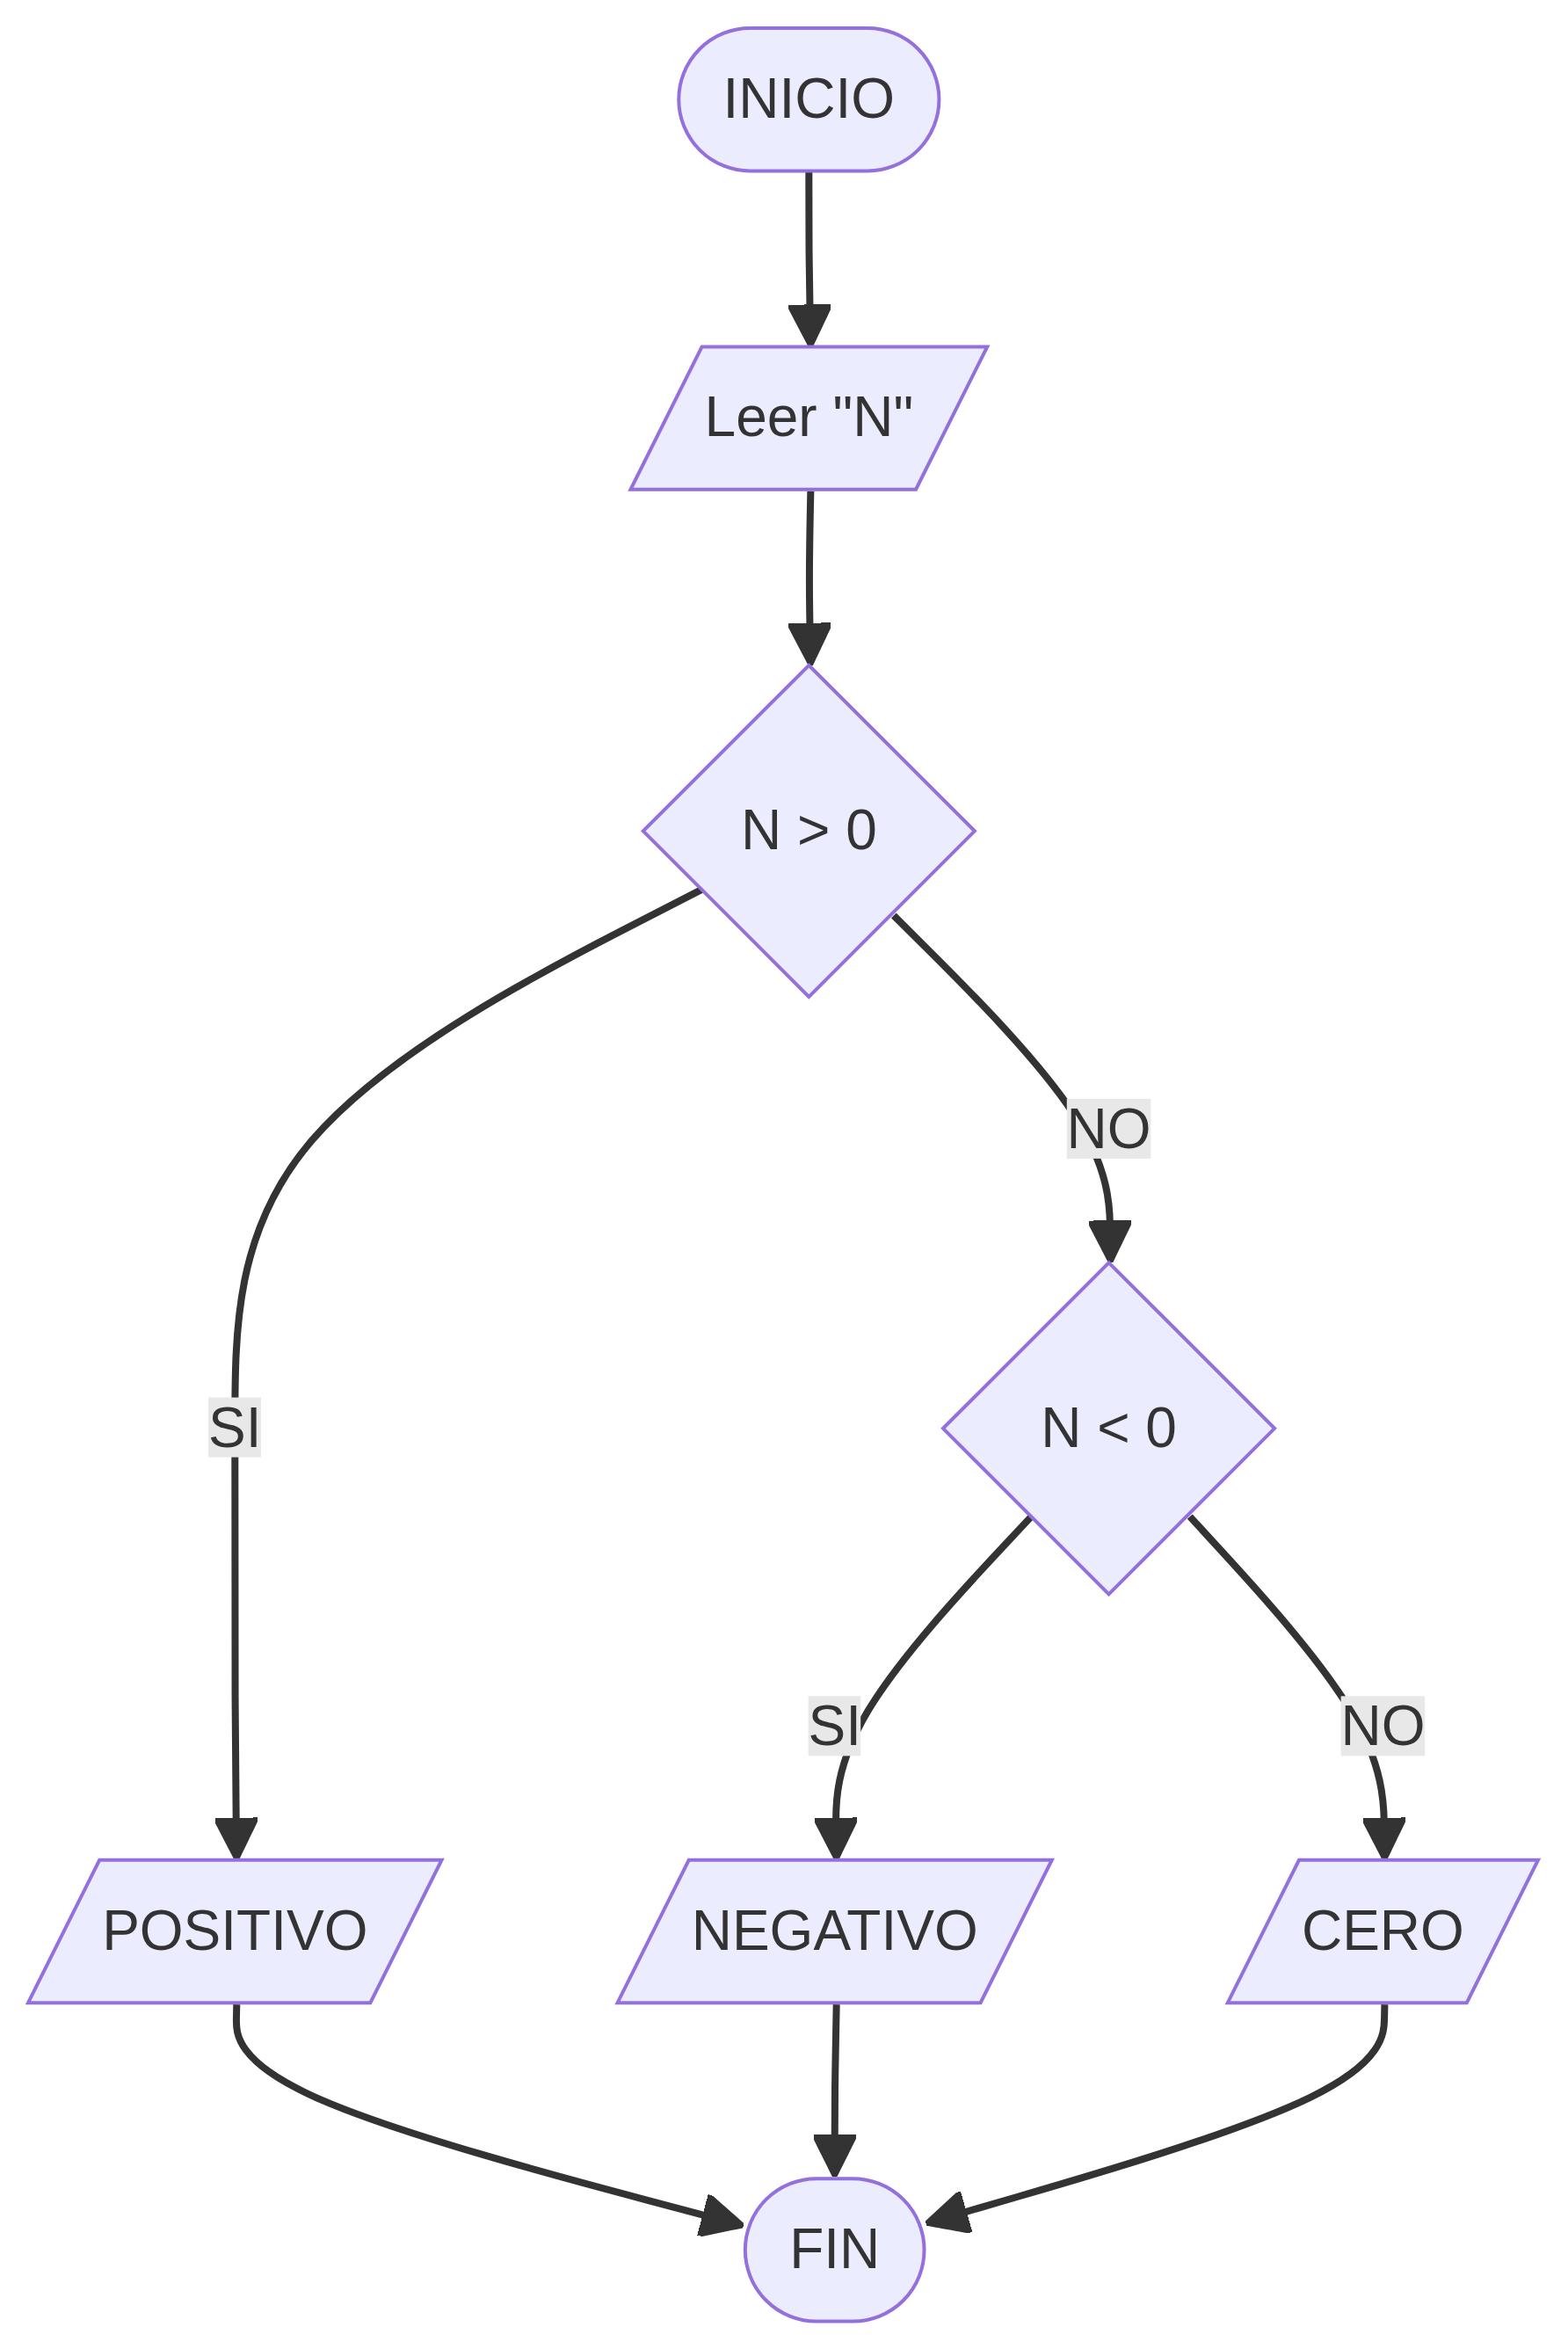 INICIO
Leer "N"
N > 0
NO
SI
N < 0
SI
NO
POSITIVO
NEGATIVO
CERO
FIN